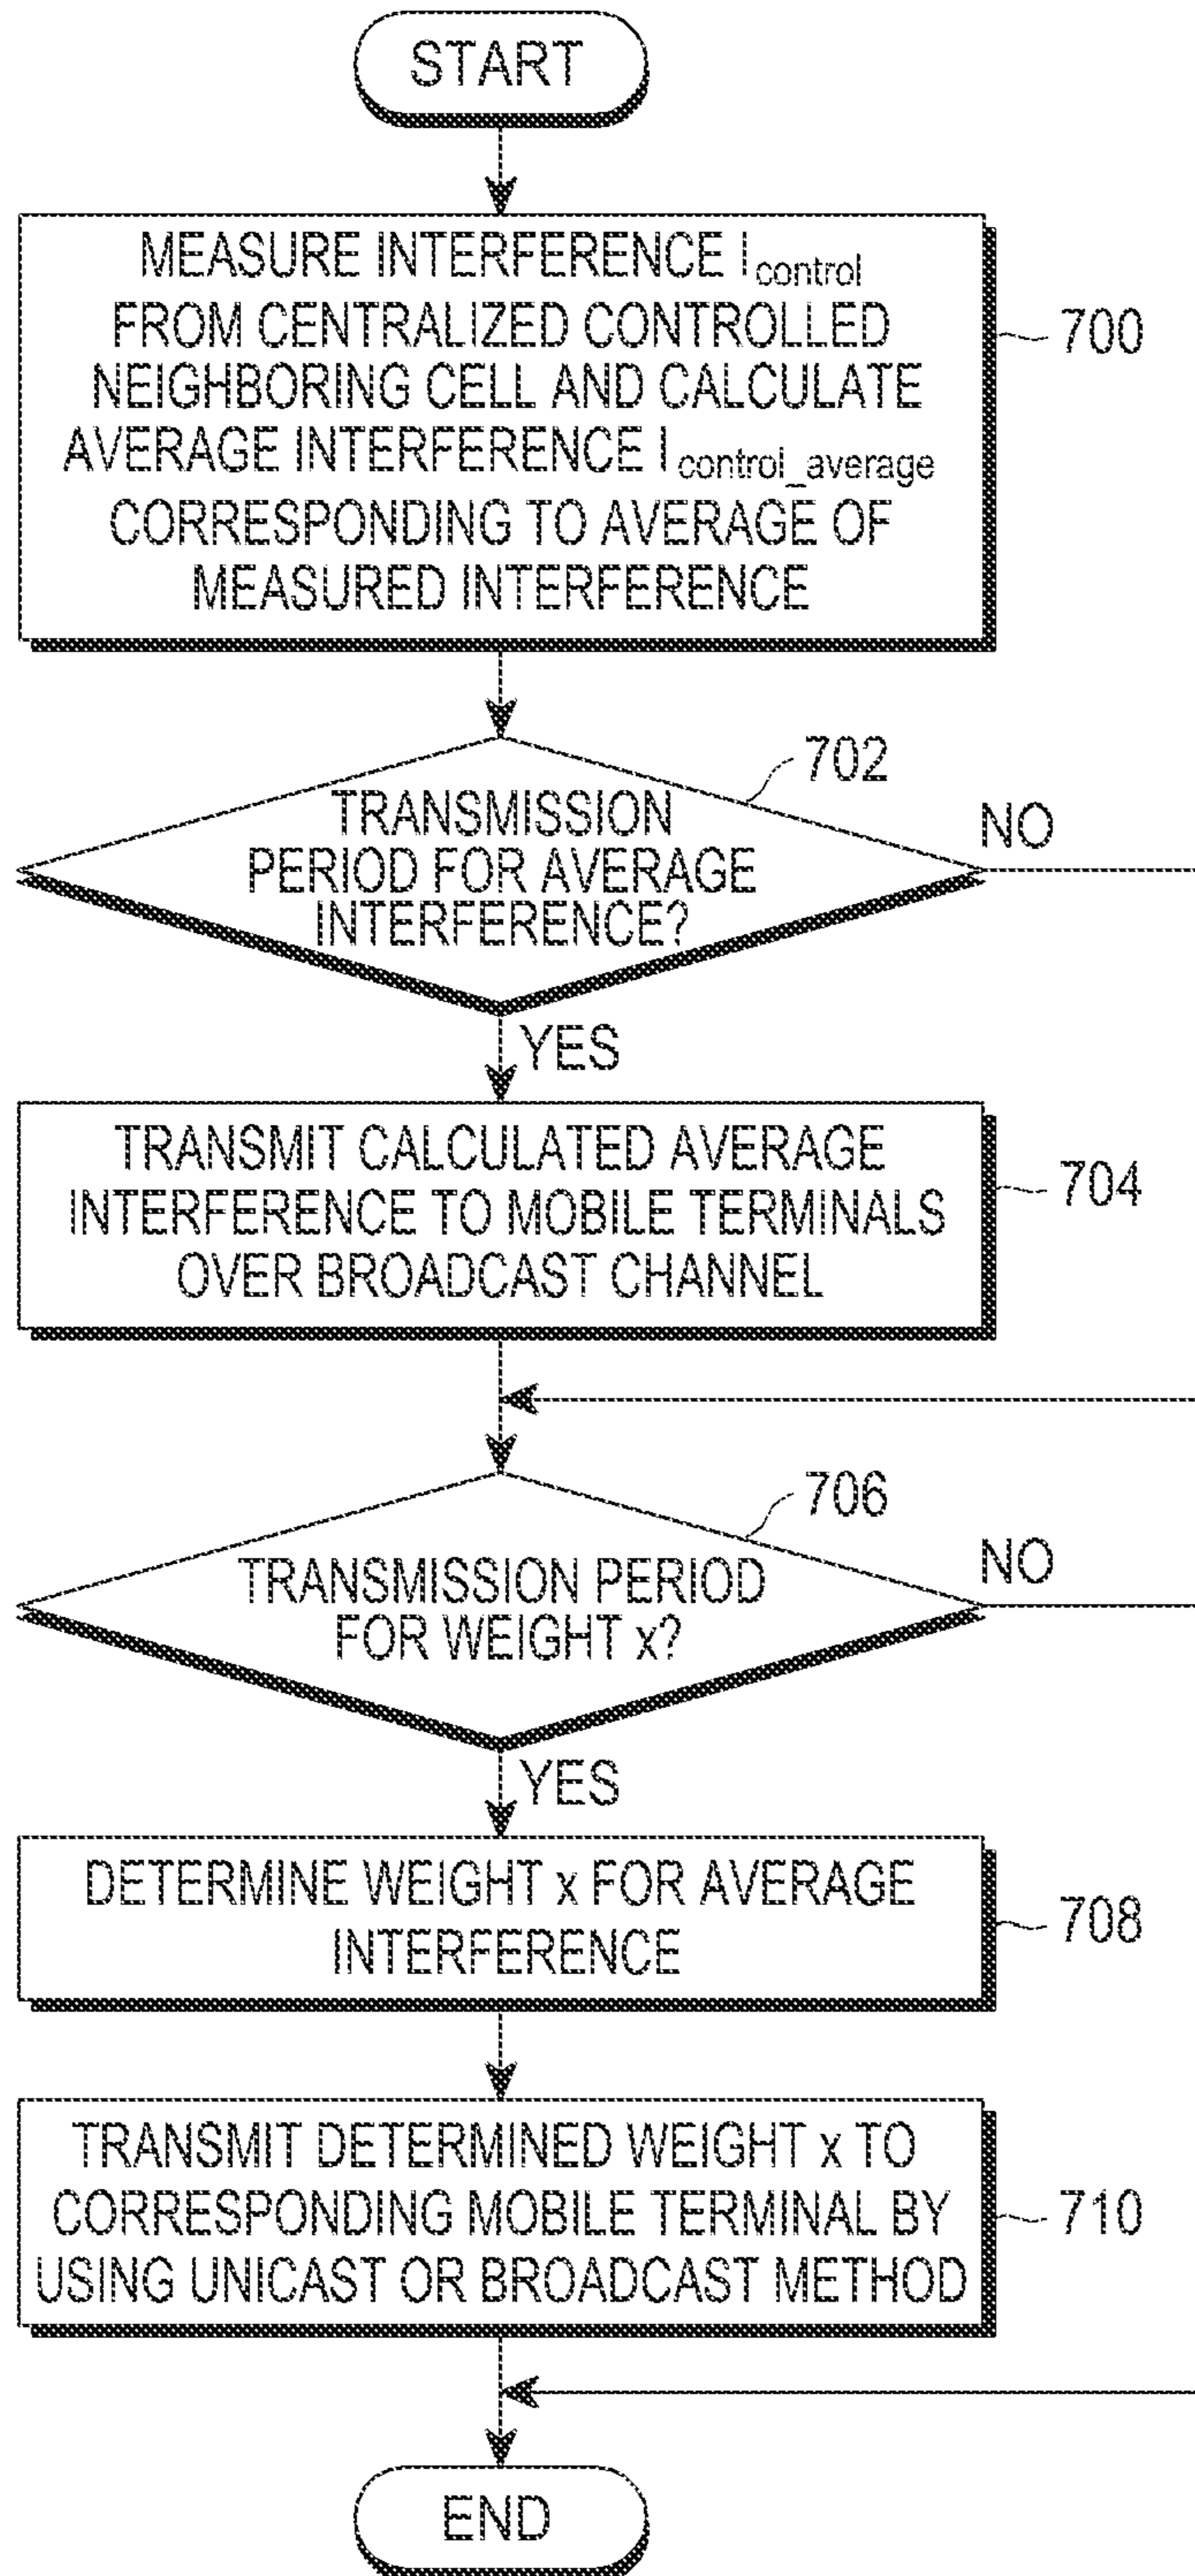 START
MEASURE INTERFERENCE Icontrol
FROM CENTRALIZED CONTROLLED
NEIGHBORING CELL AND CALCULATE
AVERAGE INTERFERENCE Icontrol_average
CORRESPONDING TO AVERAGE OF
MEASURED INTERFERENCE
700
702
TRANSMISSION
PERIOD FOR AVERAGE
INTERFERENCE?
NO
YES
TRANSMIT CALCULATED AVERAGE
INTERFERENCE TO MOBILE TERMINALS
OVER BROADCAST CHANNEL
704
706
TRANSMISSION PERIOD
FOR WEIGHT x?
NO
YES
DETERMINE WEIGHT x FOR AVERAGE
INTERFERENCE
708
TRANSMIT DETERMINED WEIGHT x TO
CORRESPONDING MOBILE TERMINAL BY
USING UNICAST OR BROADCAST METHOD
710
END